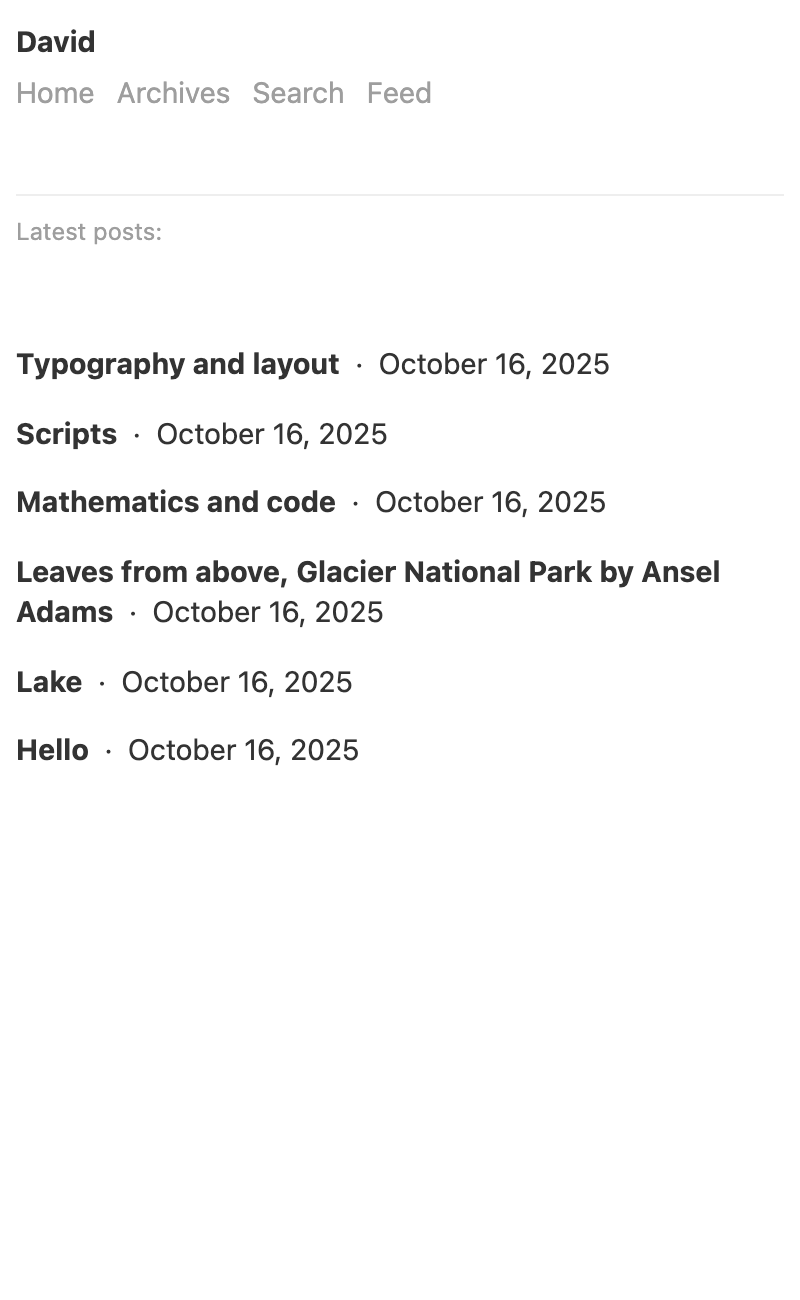 David
Home Archives Search Feed
Latest posts:
Typography and layout · October 16, 2025
Scripts · October 16, 2025
Mathematics and code · October 16, 2025
Leaves from above, Glacier National Park by Ansel
Adams · October 16, 2025
Lake · October 16, 2025
Hello · October 16, 2025